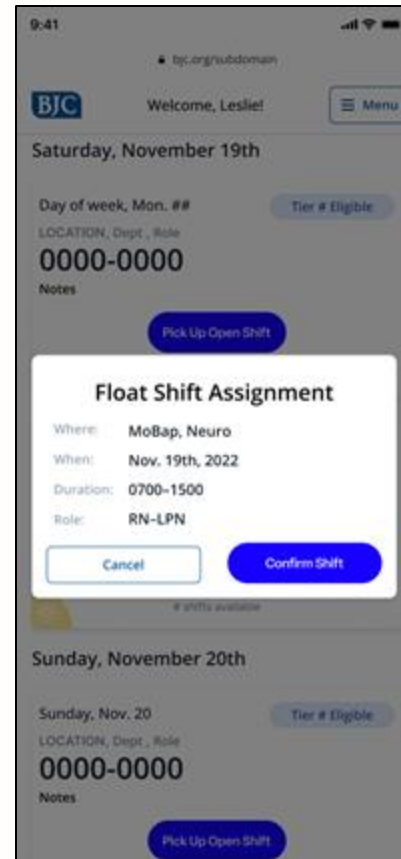 9:41
bjc.org/subdomain
BJC Welcome, Leslie! Menu
Saturday, November 19th
Day of week, Mon. ## Tier # Eligible
LOCATION, Dept , Role
0000-0000
Notes
Pick Up Open Shift
Float Shift Assignment
Where: MoBap, Neuro
When: Nov. 19th, 2022
Duration: 0700–1500
Role: RN–LPN
Cancel Confirm Shift
# shifts available
Sunday, November 20th
Sunday, Nov. 20 Tier # Eligible
LOCATION, Dept , Role
0000-0000
Notes
Pick Up Open Shift